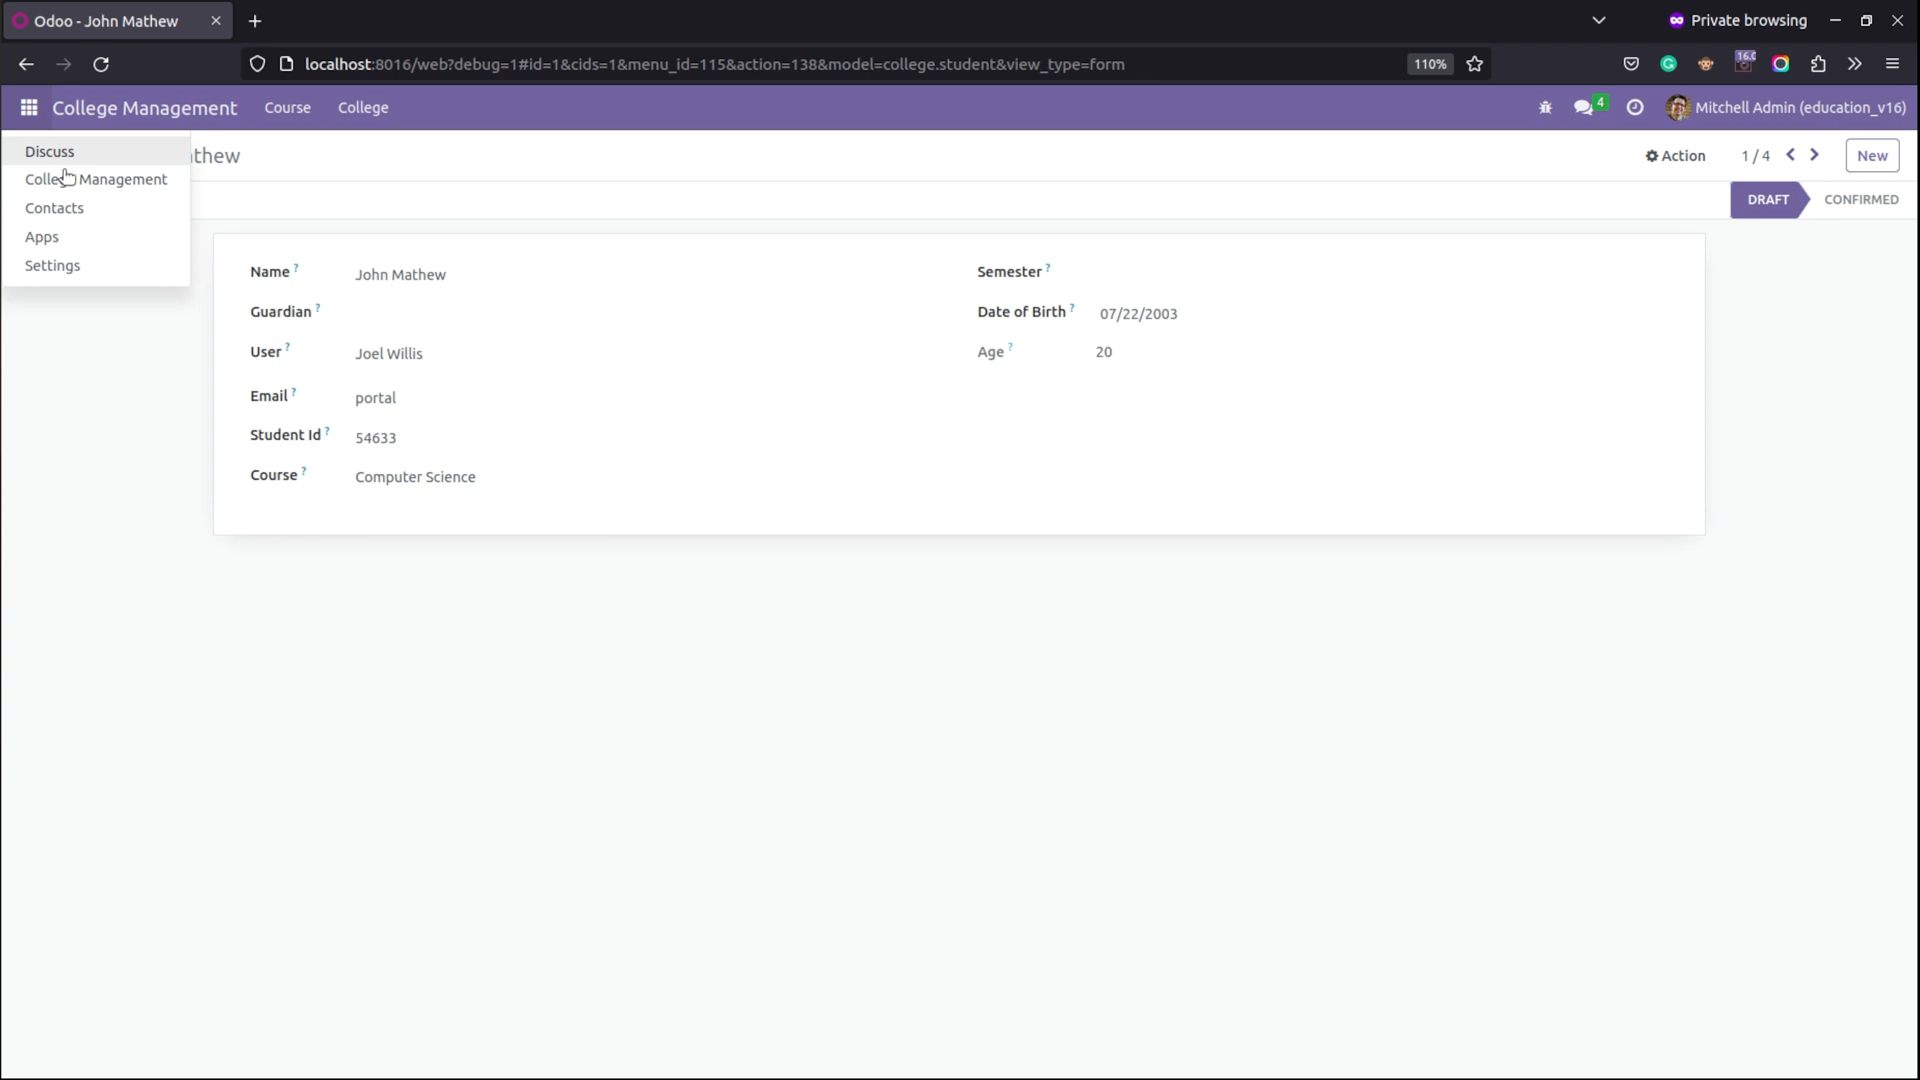 Odoo - John Mathew
Private browsing
localhost:8016/web?debug=1#id=1&cids=1&menu_id=115&action=138&model=college.student&view_type=form
110%
16.0
College Management Course College
4
Mitchell Admin (education_v16)
Discuss
College Management
Contacts
Apps
Settings
thew
Action
1 / 4
New
DRAFT
CONFIRMED
Name ? John Mathew
Guardian ?
User ? Joel Willis
Email ? portal
Student Id ? 54633
Course ? Computer Science
Semester ?
Date of Birth ? 07/22/2003
Age ? 20